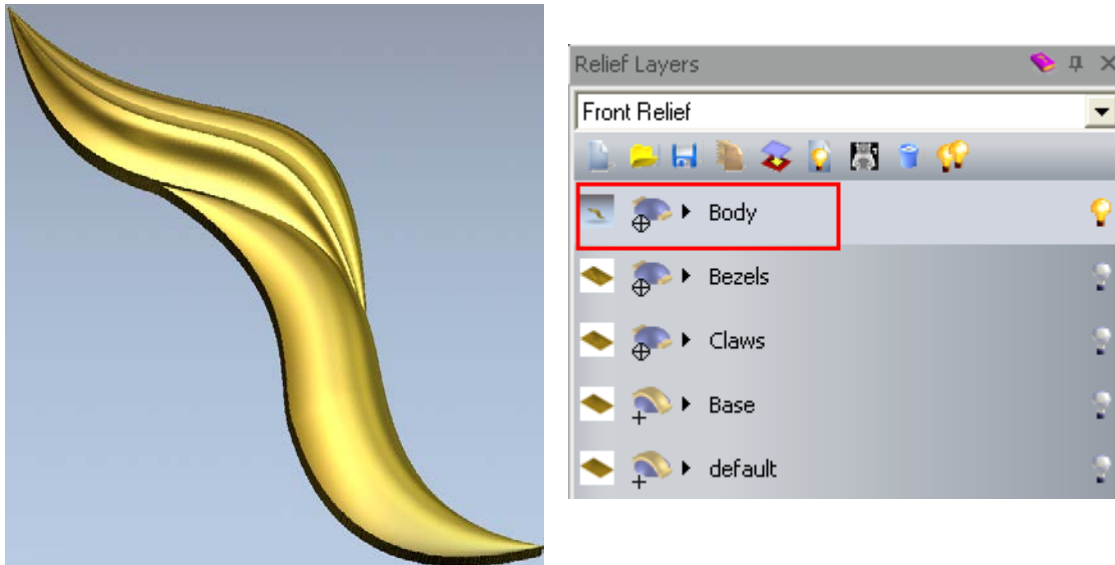 Relief Layers
Front Relief
Body
Bezels
Claws
Base
default